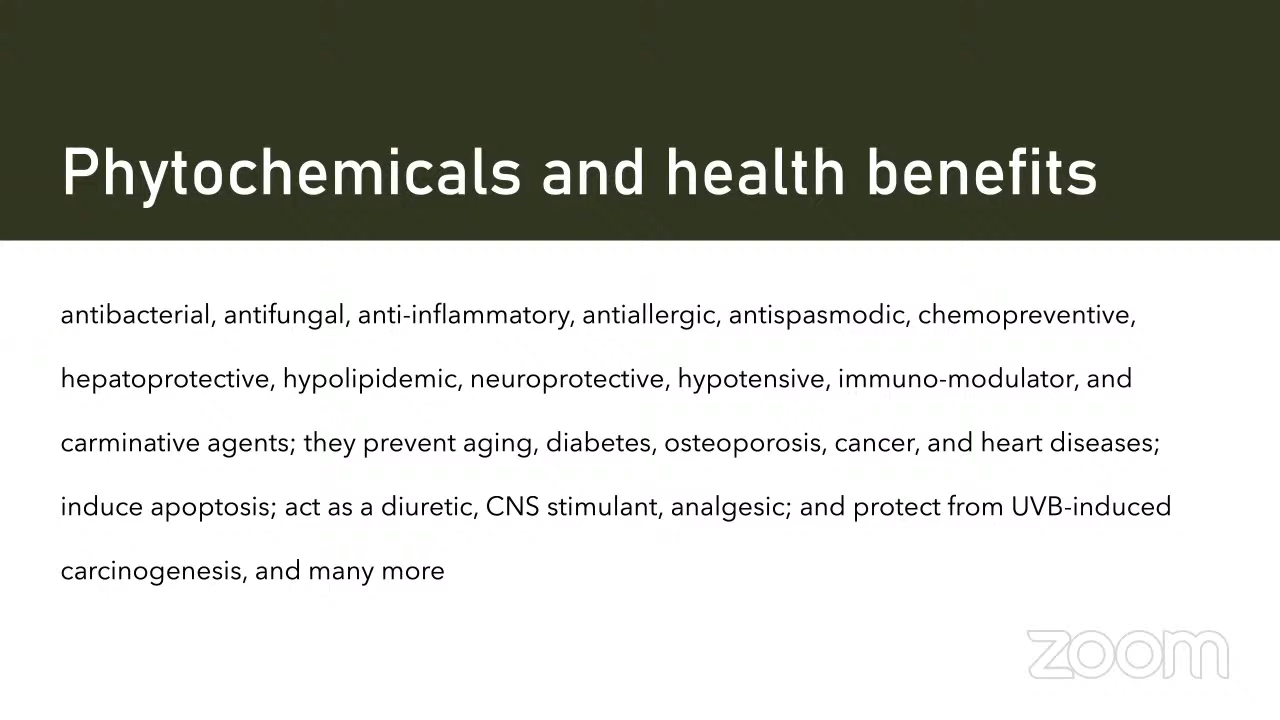 Phytochemicals and health benefits
antibacterial, antifungal, anti-inflammatory, antiallergic, antispasmodic, chemopreventive,
hepatoprotective, hypolipidemic, neuroprotective, hypotensive, immuno-modulator, and
carminative agents; they prevent aging, diabetes, osteoporosis, cancer, and heart diseases;
induce apoptosis; act as a diuretic, CNS stimulant, analgesic; and protect from UVB-induced
carcinogenesis, and many more
zoom